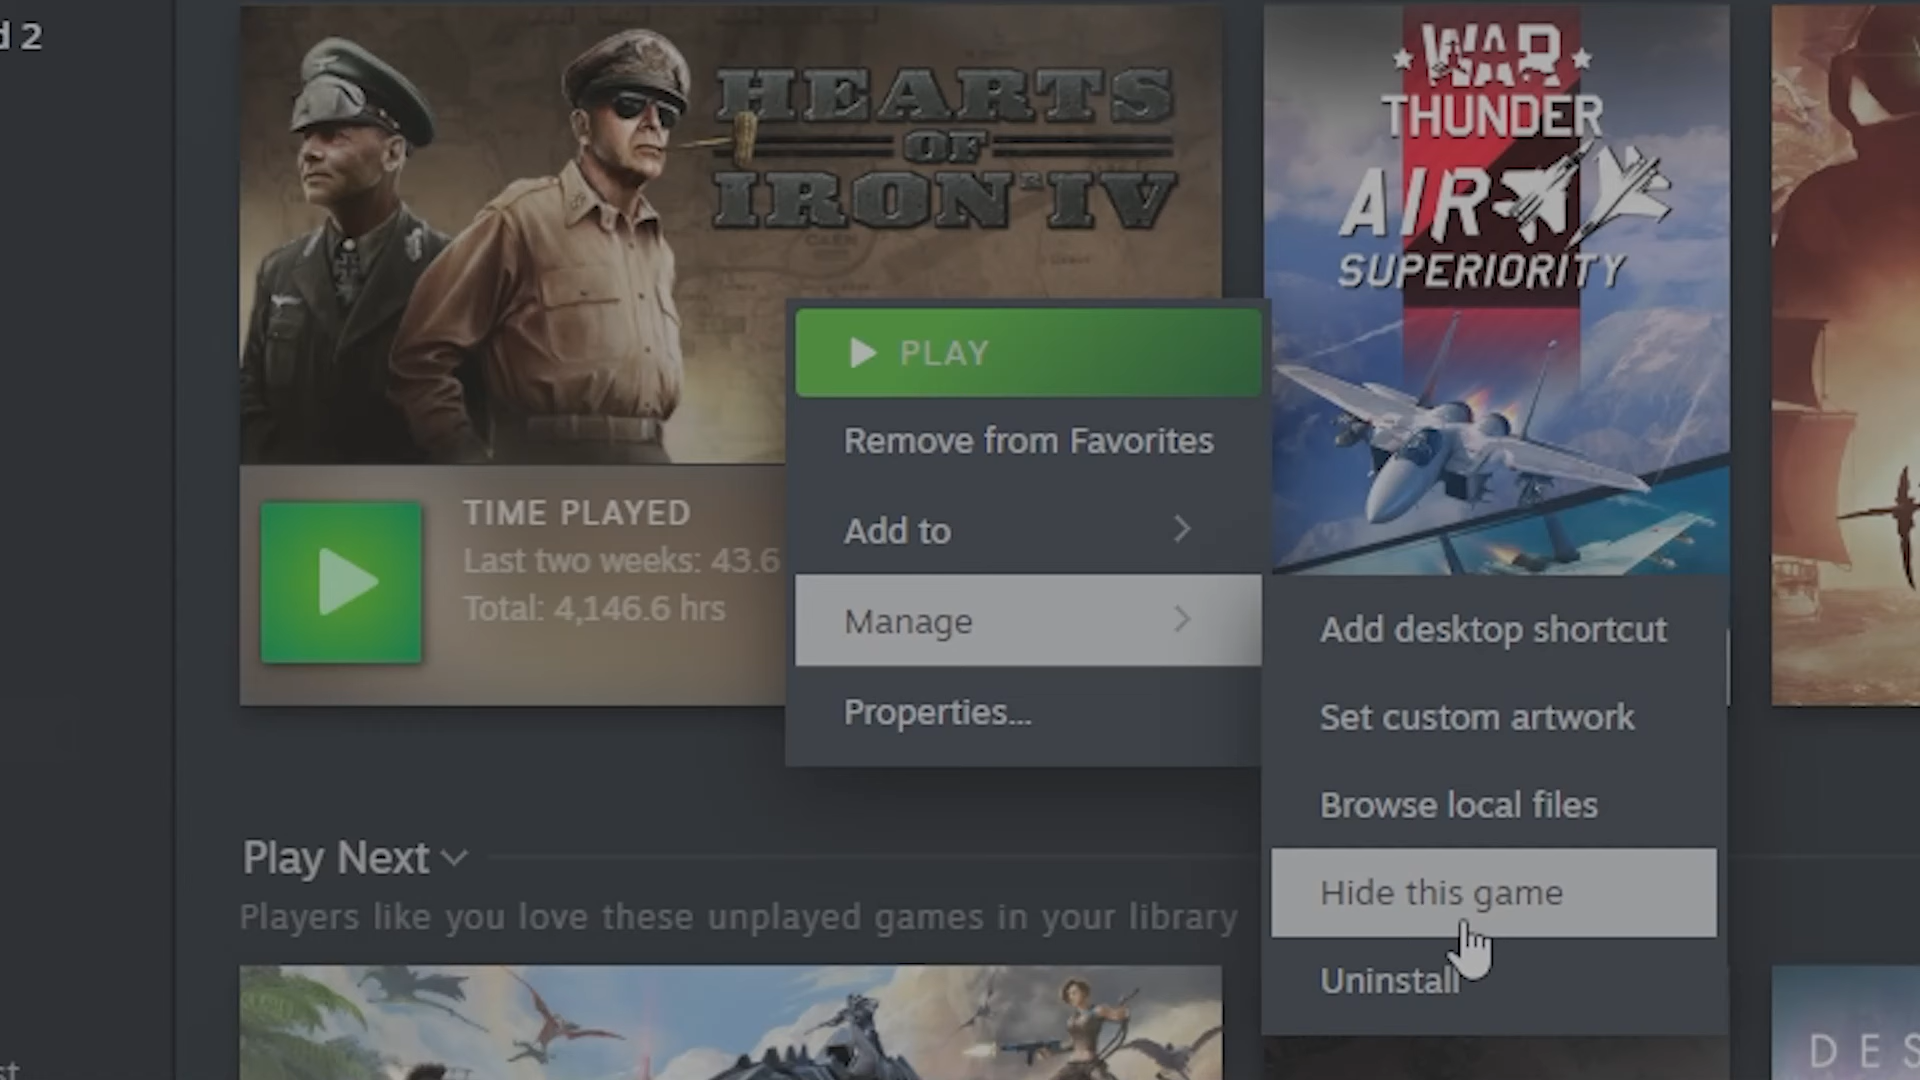 d 2
HEARTS
OF
IRON IV
WAR
THUNDER
AIR
SUPERIORITY
PLAY
Remove from Favorites
Add to
Manage
Properties...
TIME PLAYED
Last two weeks: 43.6
Total: 4,146.6 hrs
Add desktop shortcut
Set custom artwork
Browse local files
Hide this game
Uninstall
Play Next
Players like you love these unplayed games in your library
DES
st